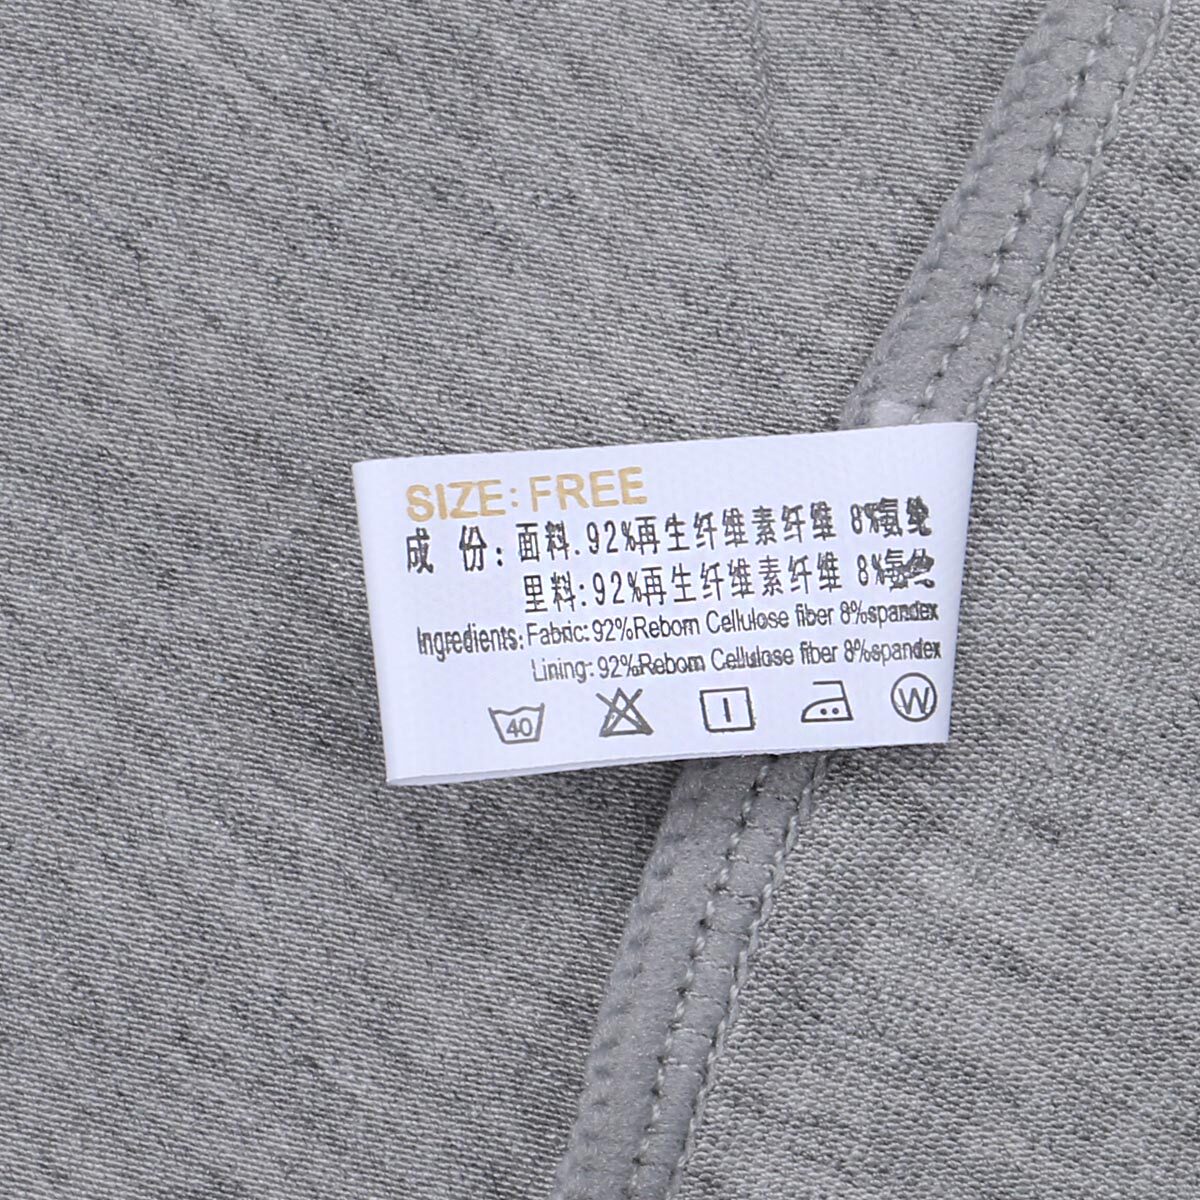 SIZE: FREE
成 份: 面料.92%再生纤维素纤维 8%氨纶
里料:92%再生纤维素纤维 8%氨纶
Ingredients: Fabric: 92%Reborn Cellulose fiber 8%spandex
Lining: 92%Reborn Cellulose fiber 8%spandex
40 W